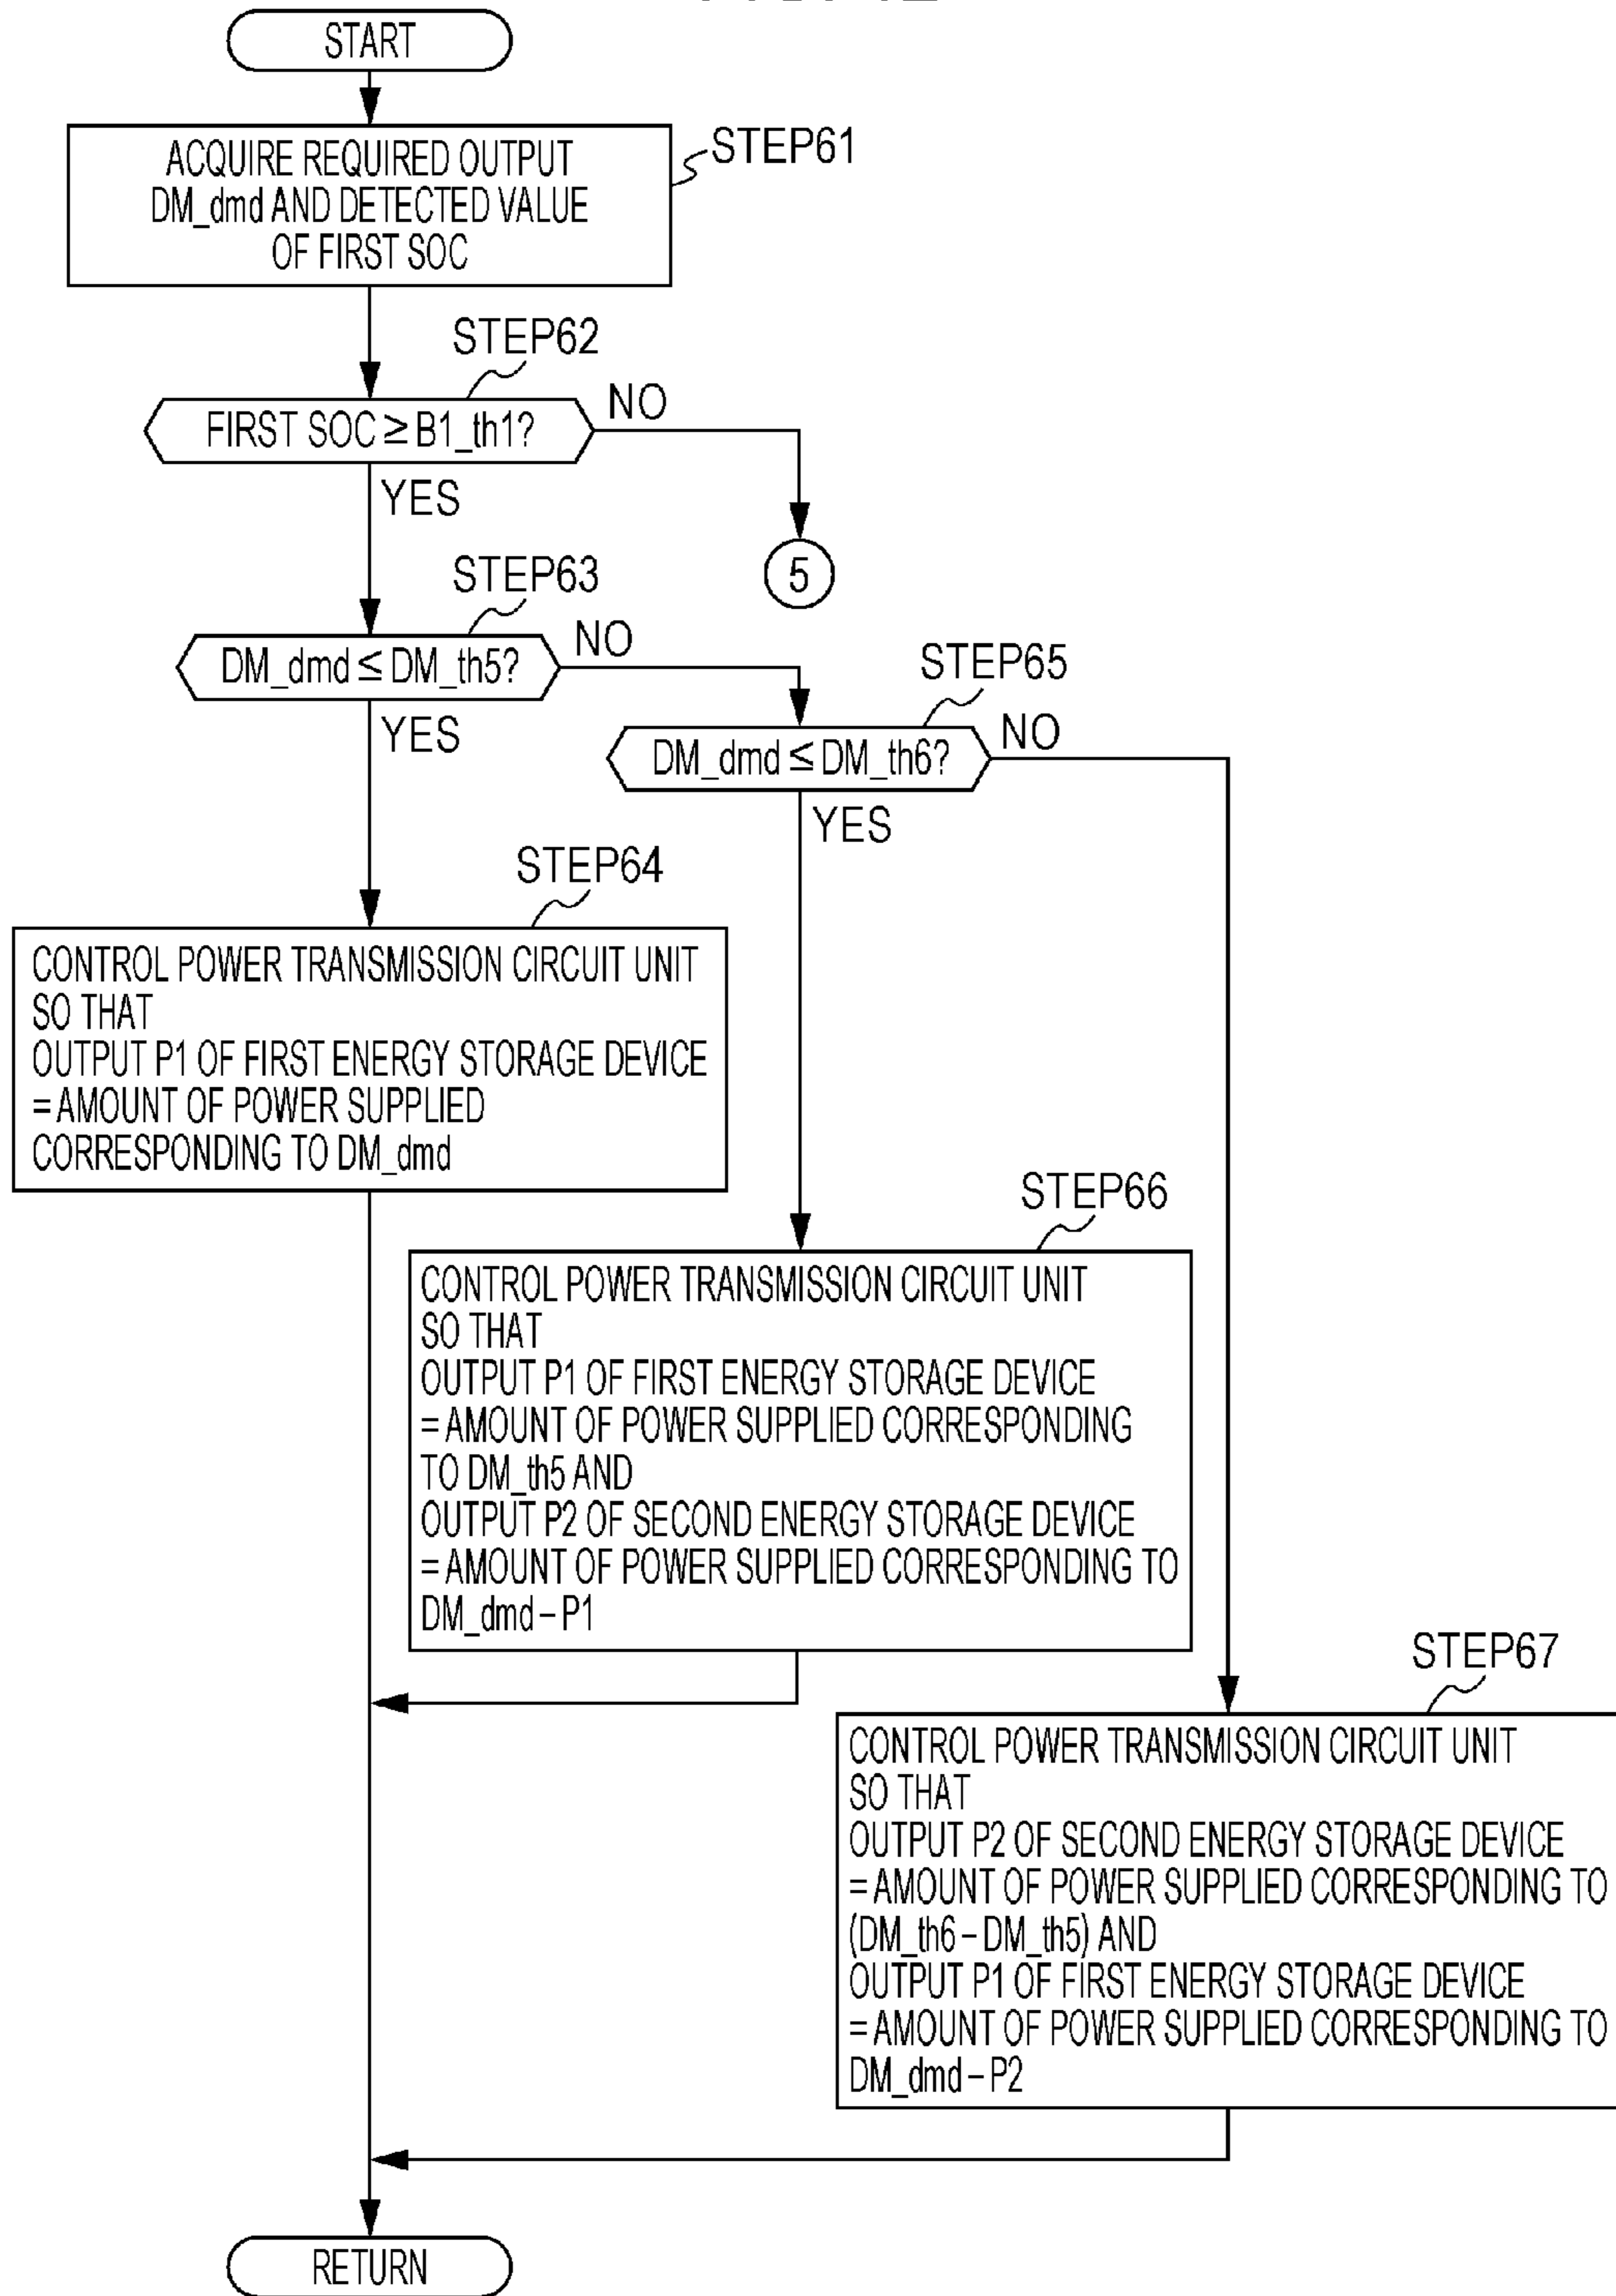 START
ACQUIRE REQUIRED OUTPUT
DM_dmd AND DETECTED VALUE
OF FIRST SOC
STEP61
STEP62
FIRST SOC ≥ B1_th1?
NO
YES
5
STEP63
DM_dmd ≤ DM_th5?
NO
YES
STEP65
DM_dmd ≤ DM_th6?
NO
YES
STEP64
CONTROL POWER TRANSMISSION CIRCUIT UNIT
SO THAT
OUTPUT P1 OF FIRST ENERGY STORAGE DEVICE
= AMOUNT OF POWER SUPPLIED
CORRESPONDING TO DM_dmd
STEP66
CONTROL POWER TRANSMISSION CIRCUIT UNIT
SO THAT
OUTPUT P1 OF FIRST ENERGY STORAGE DEVICE
= AMOUNT OF POWER SUPPLIED CORRESPONDING
TO DM_th5 AND
OUTPUT P2 OF SECOND ENERGY STORAGE DEVICE
= AMOUNT OF POWER SUPPLIED CORRESPONDING TO
DM_dmd – P1
STEP67
CONTROL POWER TRANSMISSION CIRCUIT UNIT
SO THAT
OUTPUT P2 OF SECOND ENERGY STORAGE DEVICE
= AMOUNT OF POWER SUPPLIED CORRESPONDING TO
(DM_th6 – DM_th5) AND
OUTPUT P1 OF FIRST ENERGY STORAGE DEVICE
= AMOUNT OF POWER SUPPLIED CORRESPONDING TO
DM_dmd – P2
RETURN